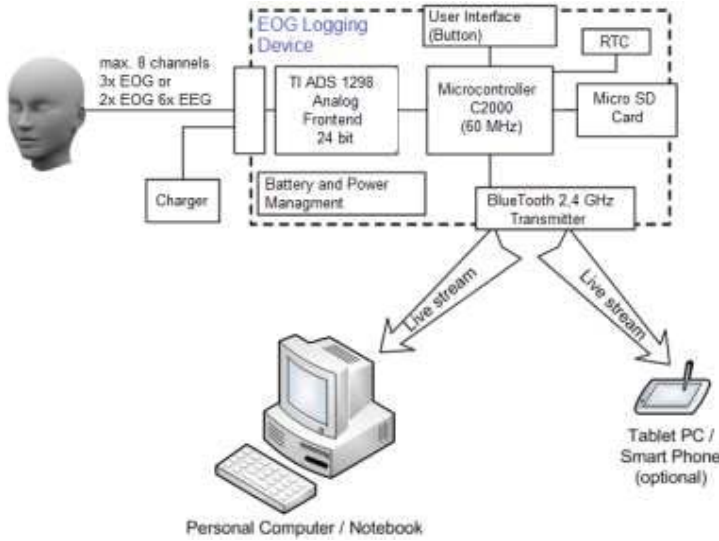 EOG Logging
Device
User Interface
(Button)
RTC
max. 8 channels
3x EOG or
2x EOG 6x EEG
TI ADS 1298
Analog
Frontend
24 bit
Microcontroller
C2000
(60 MHz)
Micro SD
Card
Charger
Battery and Power
Managment
BlueTooth 2,4 GHz
Transmitter
Live stream
Live stream
Tablet PC /
Smart Phone
(optional)
Personal Computer / Notebook